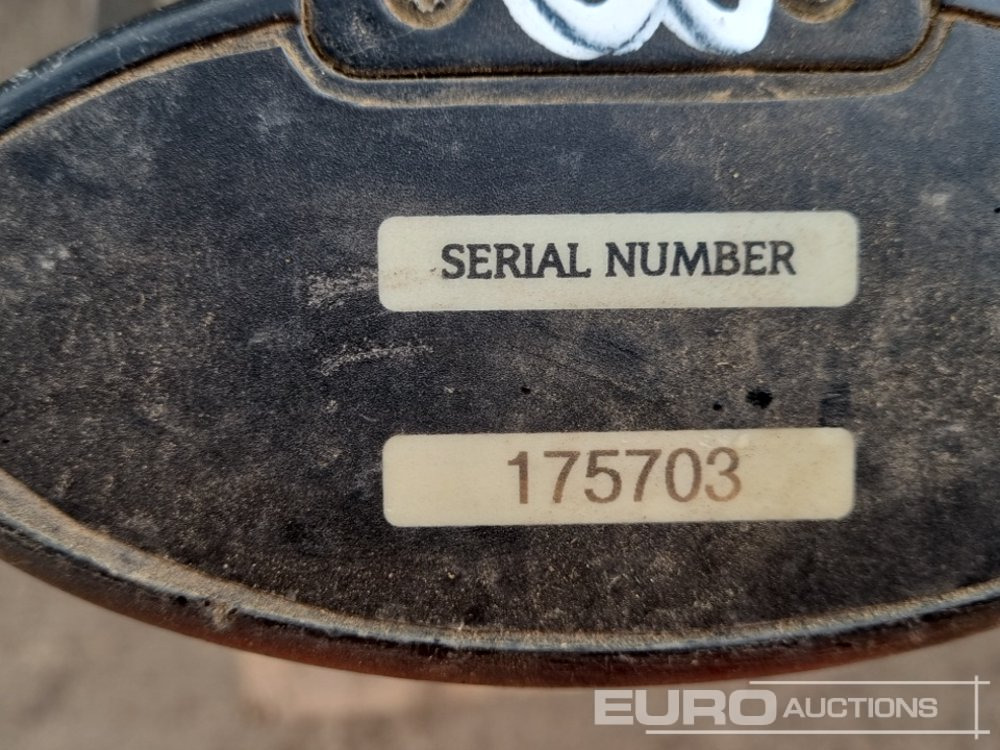 SERIAL NUMBER
175703
EURO AUCTIONS